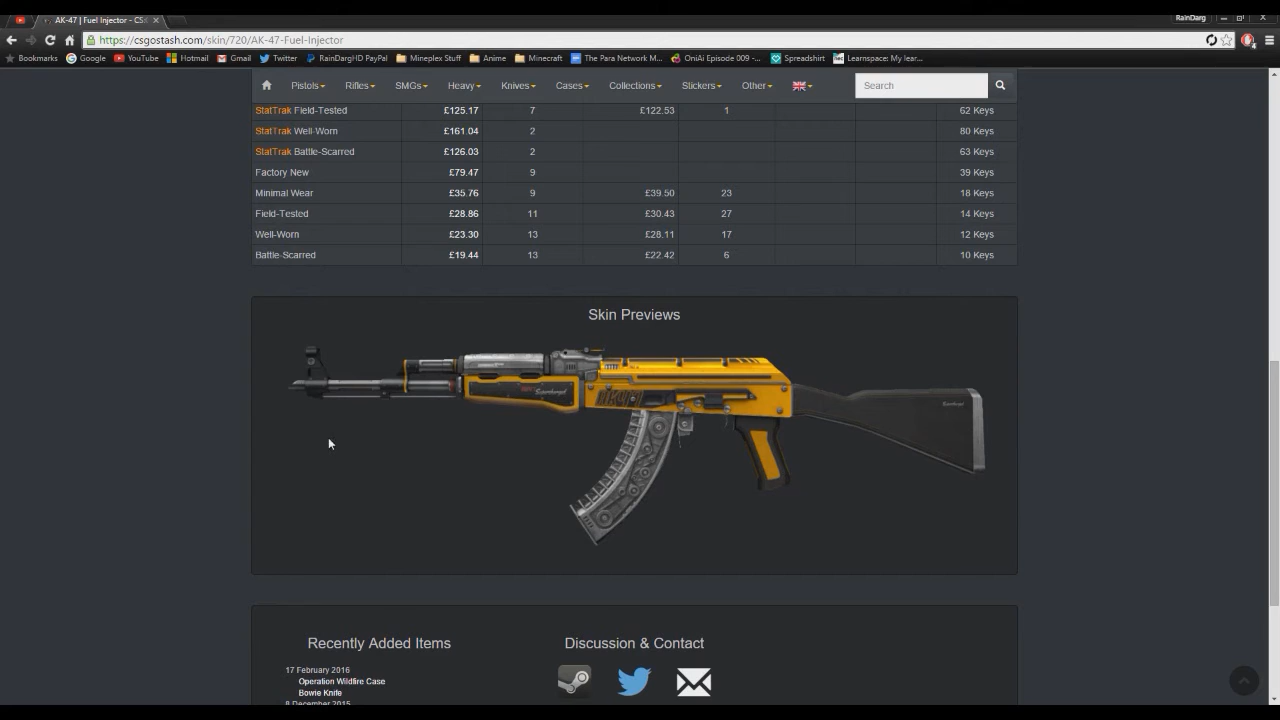 AK-47 | Fuel Injector - CS:
RainDarg
https://csgostash.com/skin/720/AK-47-Fuel-Injector
Bookmarks Google YouTube Hotmail Gmail Twitter RainDargHD PayPal Mineplex Stuff Anime Minecraft The Para Network M... OniAi Episode 009 -... Spreadshirt Learnspace: My lear...
Pistols Rifles SMGs Heavy Knives Cases Collections Stickers Other Search
StatTrak Field-Tested £125.17 7 £122.53 1 62 Keys
StatTrak Well-Worn £161.04 2 80 Keys
StatTrak Battle-Scarred £126.03 2 63 Keys
Factory New £79.47 9 39 Keys
Minimal Wear £35.76 9 £39.50 23 18 Keys
Field-Tested £28.86 11 £30.43 27 14 Keys
Well-Worn £23.30 13 £28.11 17 12 Keys
Battle-Scarred £19.44 13 £22.42 6 10 Keys
Skin Previews
Supercharged
Recently Added Items
Discussion & Contact
17 February 2016
Operation Wildfire Case
Bowie Knife
8 December 2015